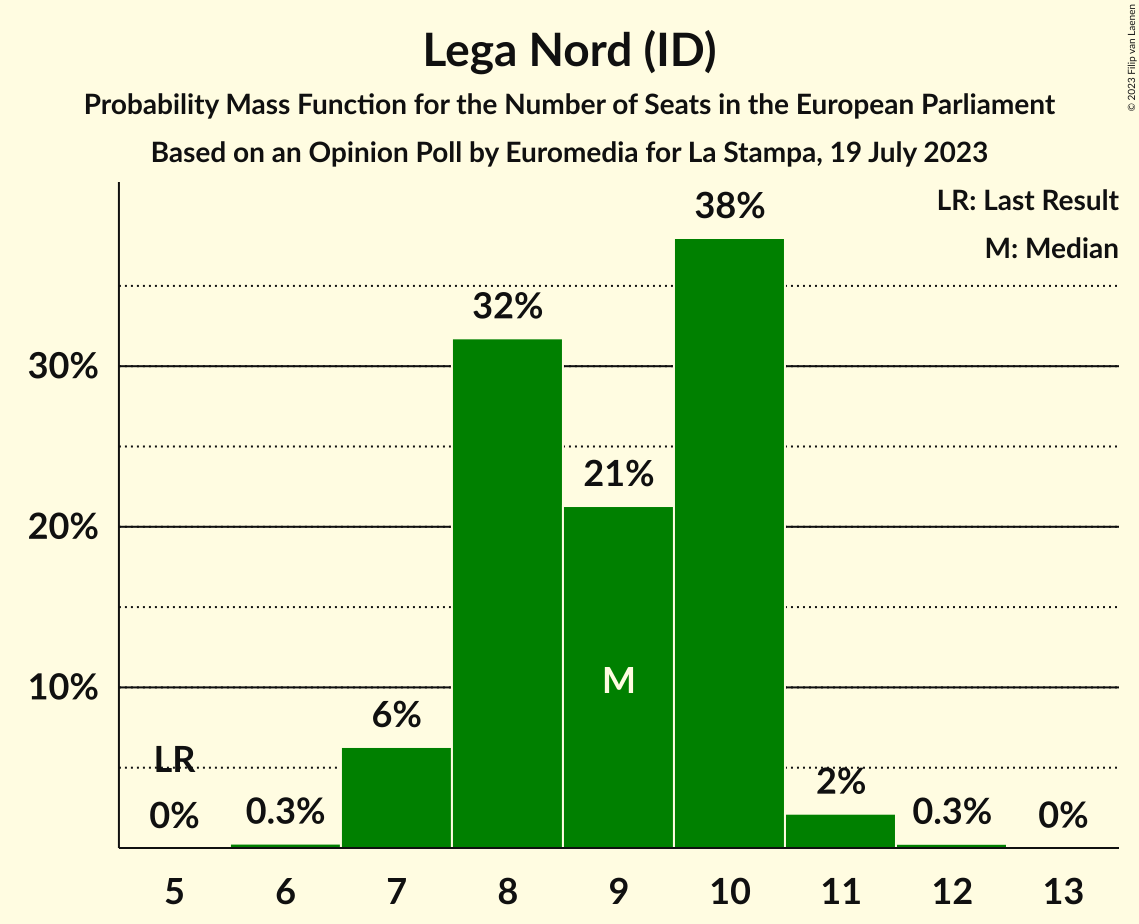 Lega Nord (ID)
Probability Mass Function for the Number of Seats in the European Parliament
Based on an Opinion Poll by Euromedia for La Stampa, 19 July 2023
© 2023 Filip van Laenen
LR: Last Result
M: Median
38%
32%
30%
21%
20%
M
10%
6%
LR
2%
0%
0.3%
0.3%
0%
5 6 7 8 9 10 11 12 13